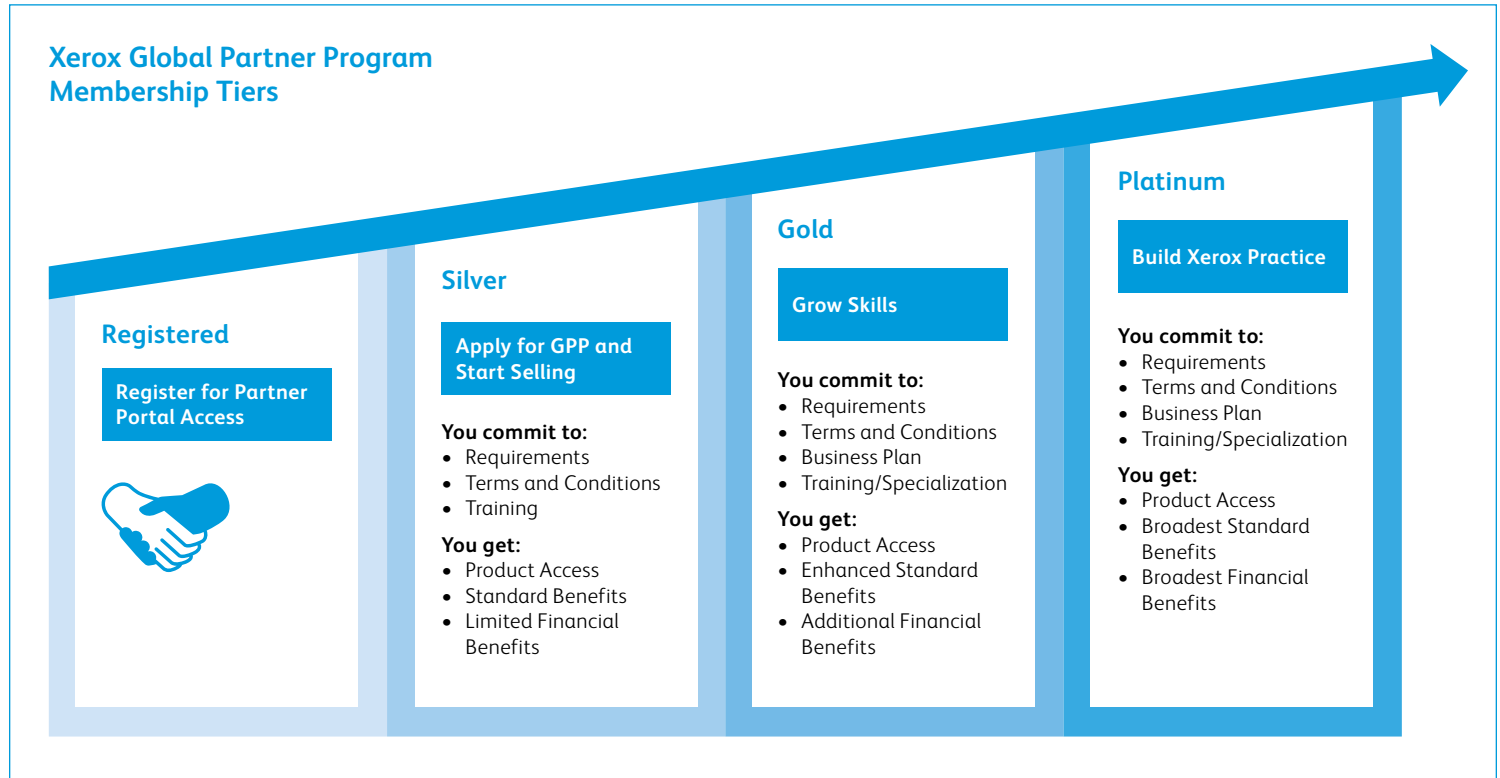 Xerox Global Partner Program
Membership Tiers
Registered
Register for Partner
Portal Access
Silver
Apply for GPP and
Start Selling
You commit to:
• Requirements
• Terms and Conditions
• Training
You get:
• Product Access
• Standard Benefits
• Limited Financial
Benefits
Gold
Grow Skills
You commit to:
• Requirements
• Terms and Conditions
• Business Plan
• Training/Specialization
You get:
• Product Access
• Enhanced Standard
Benefits
• Additional Financial
Benefits
Platinum
Build Xerox Practice
You commit to:
• Requirements
• Terms and Conditions
• Business Plan
• Training/Specialization
You get:
• Product Access
• Broadest Standard
Benefits
• Broadest Financial
Benefits